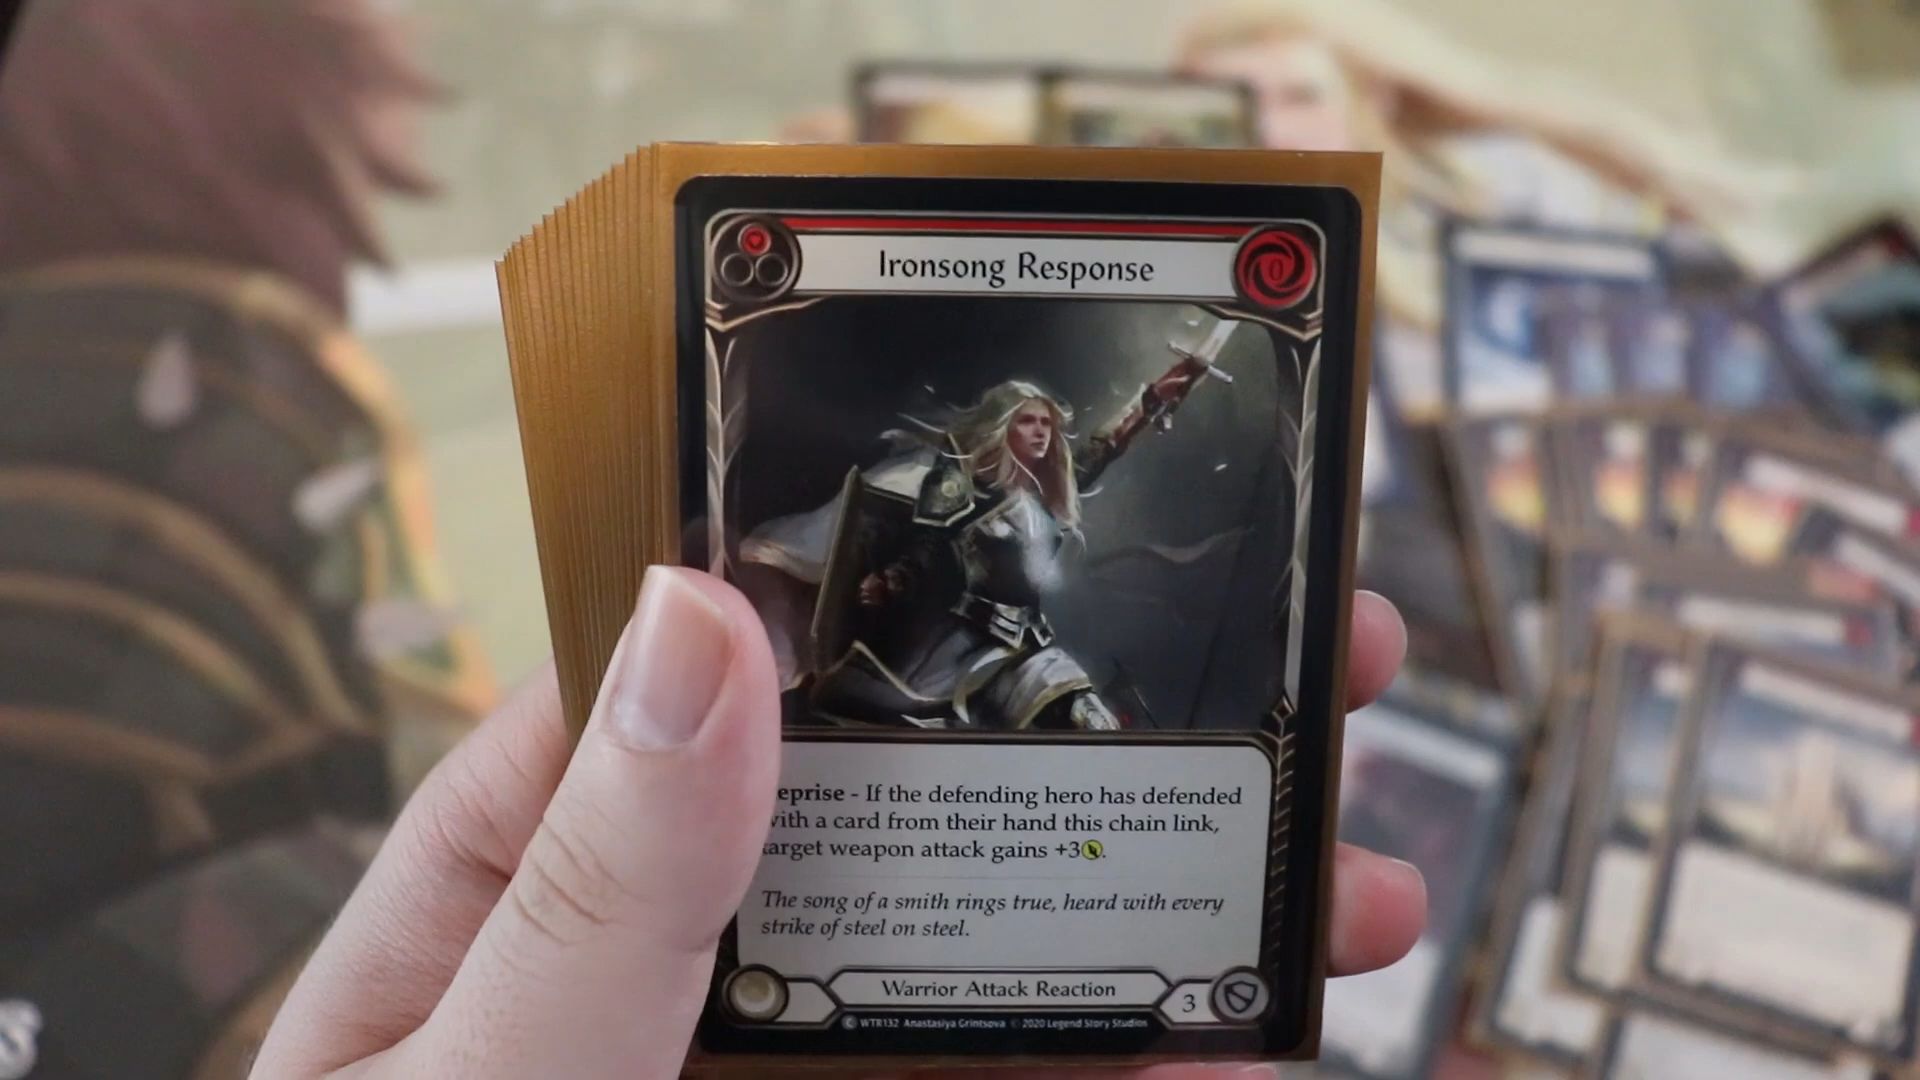 Ironsong Response
0
eprise - If the defending hero has defended
with a card from their hand this chain link,
target weapon attack gains +3.
The song of a smith rings true, heard with every
strike of steel on steel.
Warrior Attack Reaction
3
C WTR132 Anastasiya Grintsova © 2020 Legend Story Studios